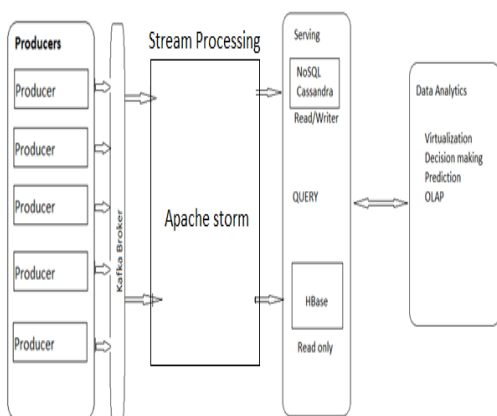 Producers
Producer
Producer
Producer
Producer
Producer
Kafka Broker
Stream Processing
Apache storm
Serving
NoSQL
Cassandra
Read/Writer
QUERY
HBase
Read only
Data Analytics
Virtualization
Decision making
Prediction
OLAP